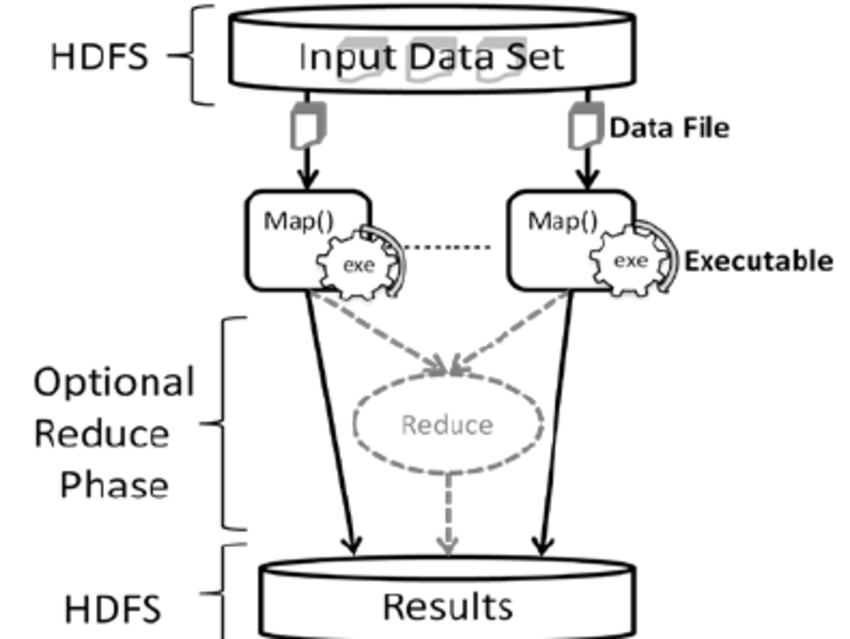 HDFS
Input Data Set
Data File
Map()
exe
Map()
exe
Executable
Optional
Reduce
Phase
Reduce
HDFS
Results